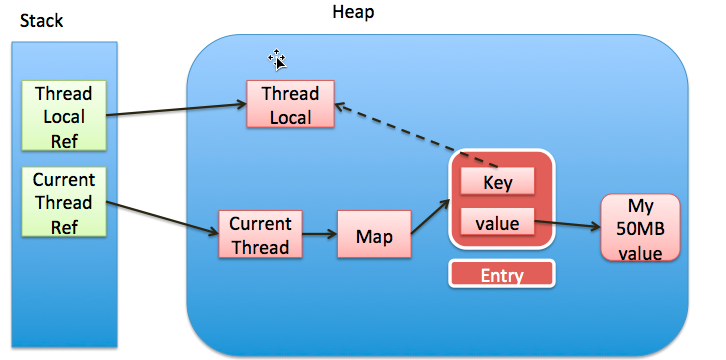 Stack
Heap
Thread
Local
Ref
Thread
Local
Current
Thread
Ref
Key
Current
Thread
Map
value
My
50MB
value
Entry